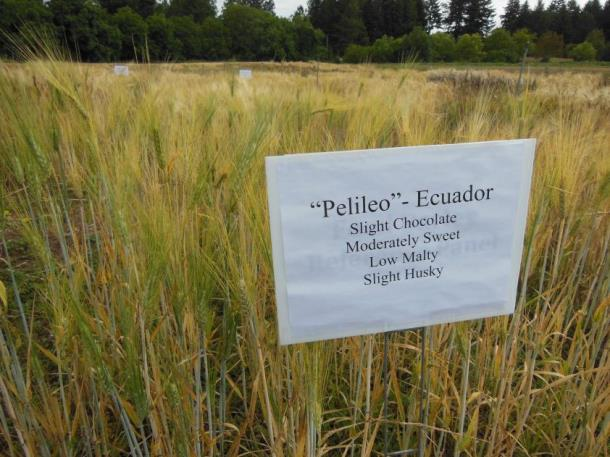 "Pelileo"- Ecuador
Slight Chocolate
Moderately Sweet
Low Malty
Slight Husky